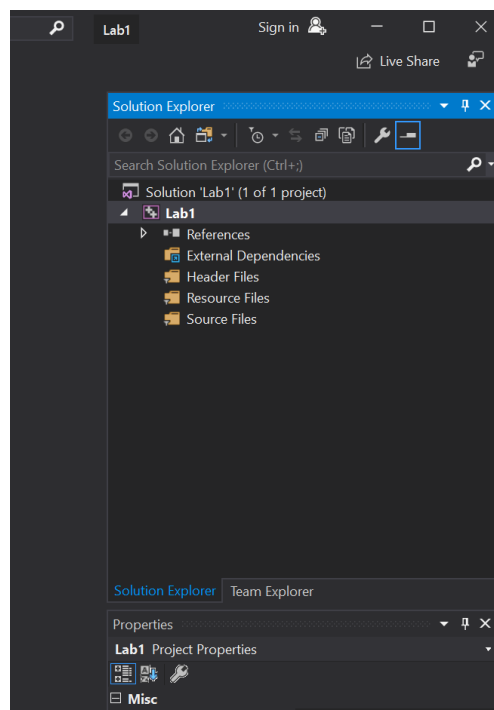 Lab1
Sign in
Live Share
Solution Explorer
Search Solution Explorer (Ctrl+;)
Solution 'Lab1' (1 of 1 project)
Lab1
References
External Dependencies
Header Files
Resource Files
Source Files
Solution Explorer Team Explorer
Properties
Lab1 Project Properties
Misc